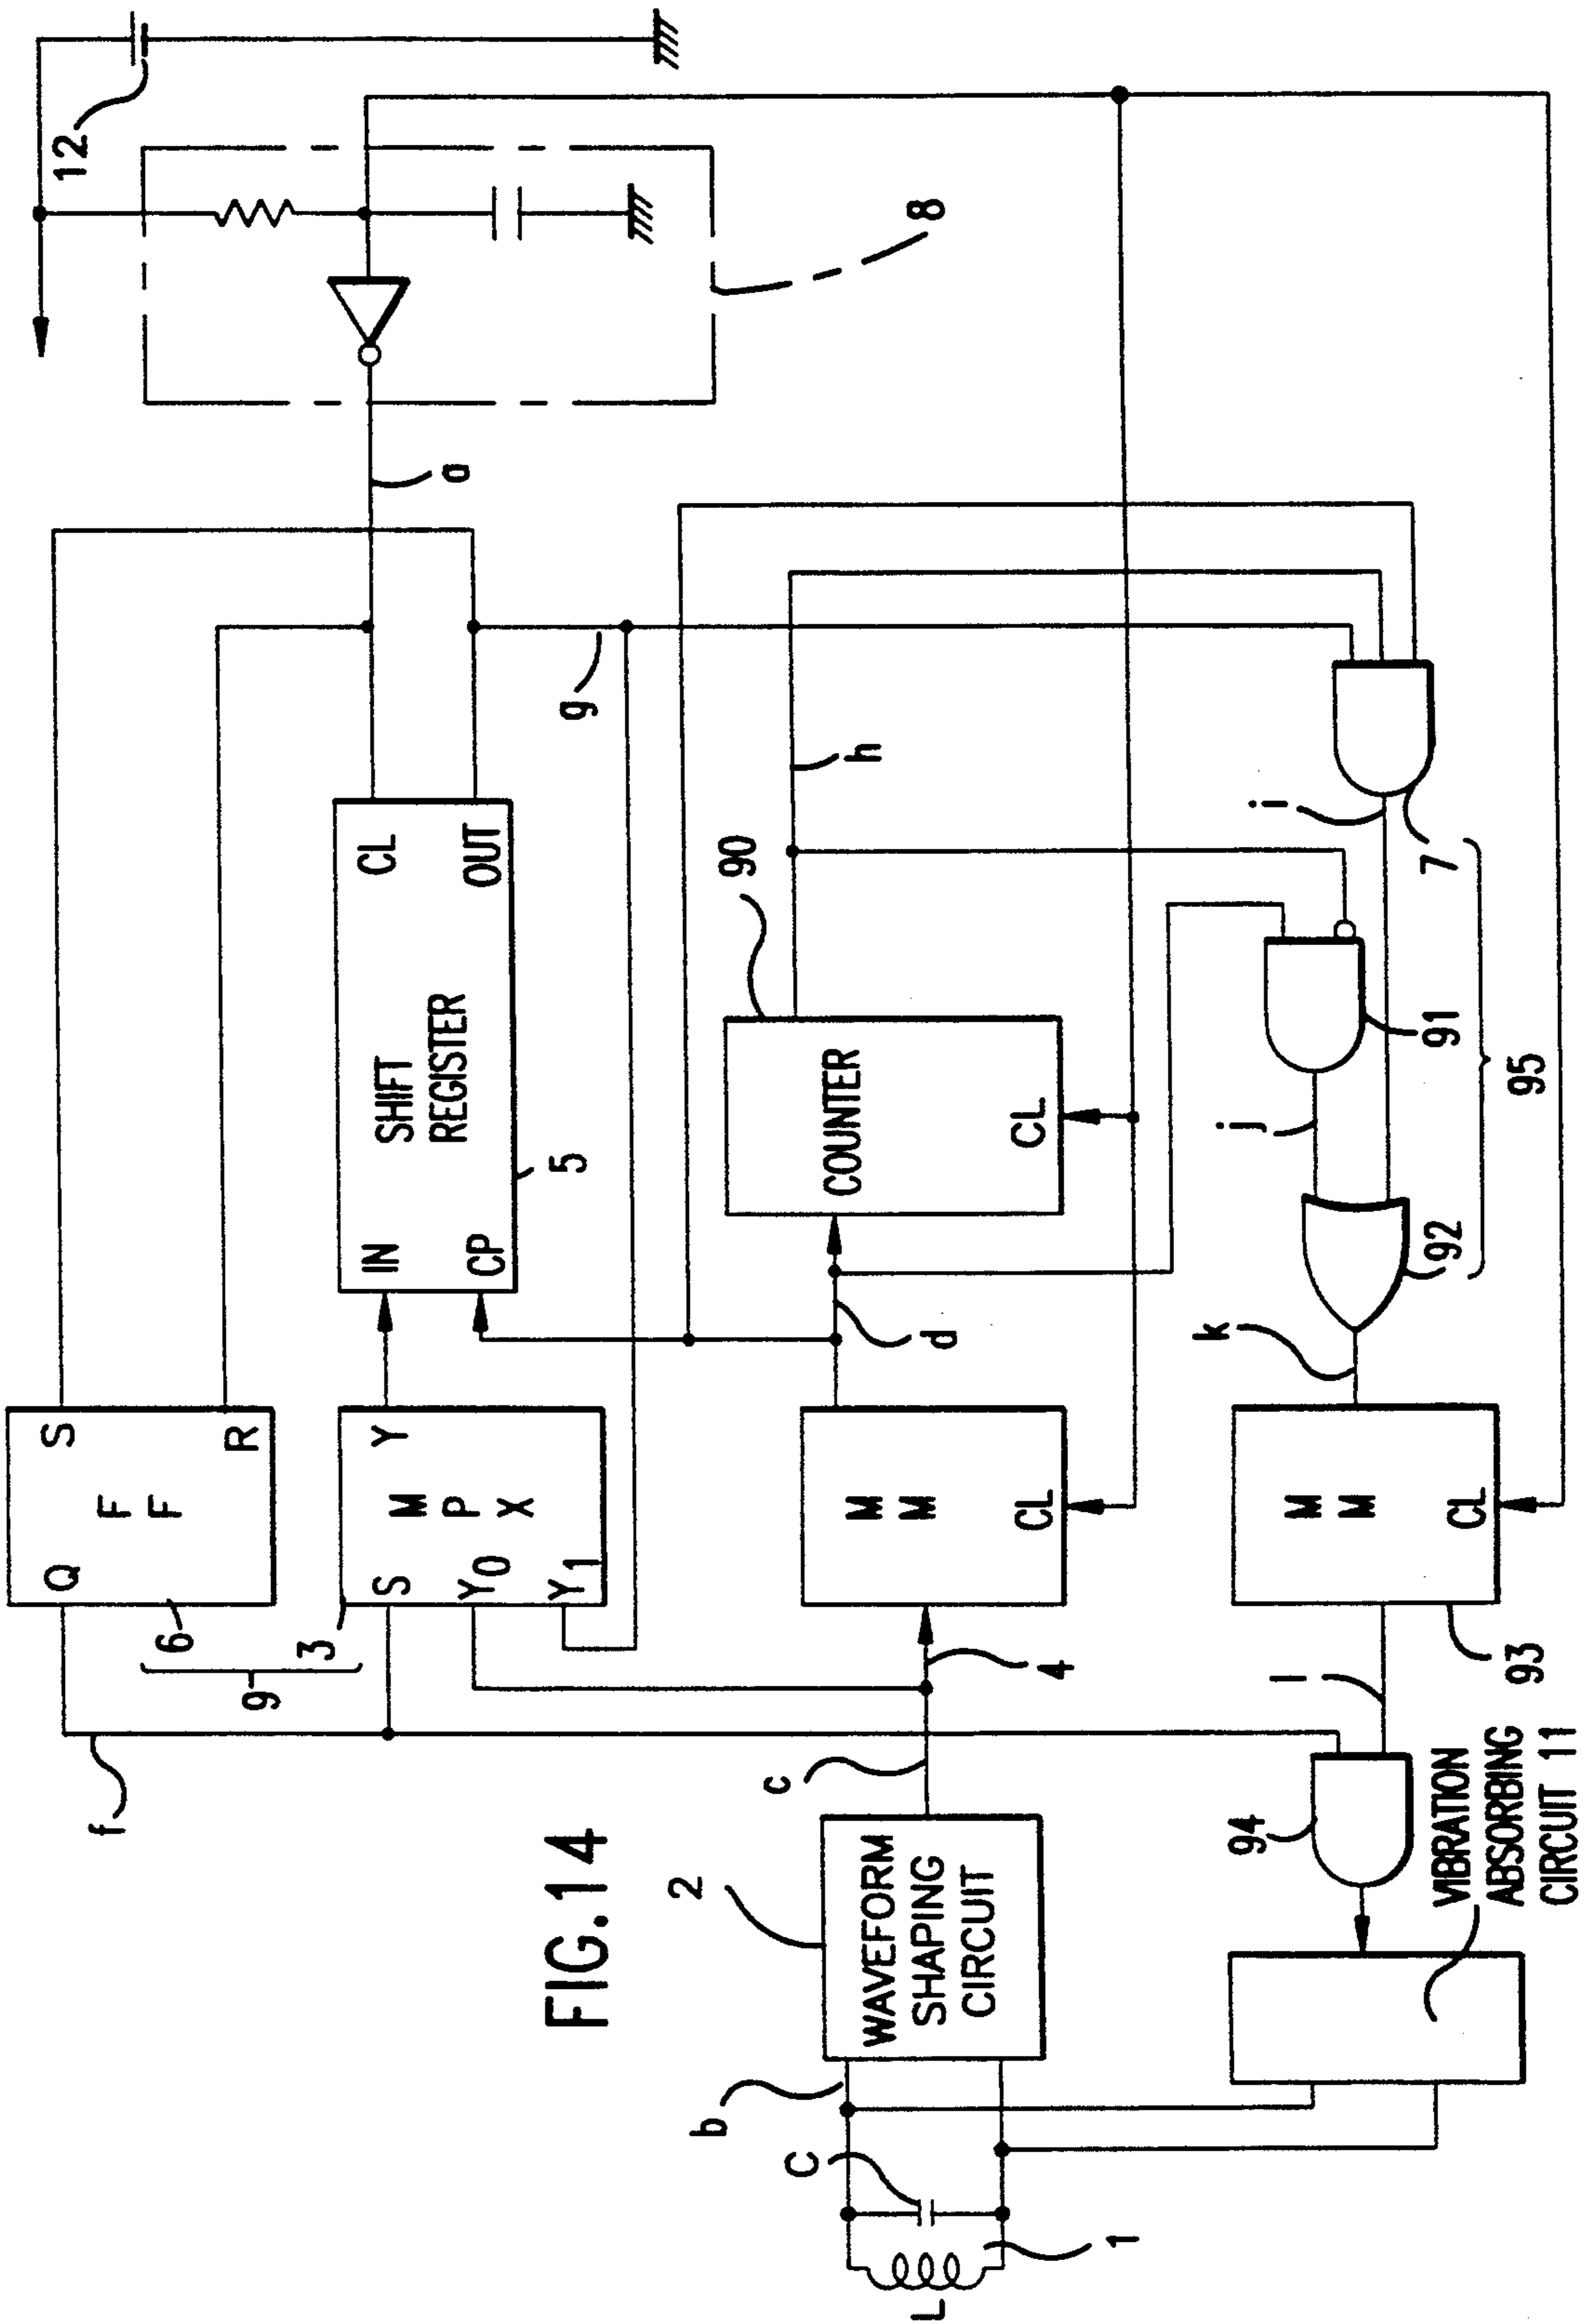 FIG.14
f
6
9
3
Q
S
F
F
R
S
Y
M
P
X
Y0
Y1
IN
CL
SHIFT
REGISTER
CP
OUT
5
a
12
8
g
L
C
1
b
2
WAVEFORM
SHAPING
CIRCUIT
c
4
M
M
CL
d
COUNTER
CL
90
h
VIBRATION
ABSORBING
CIRCUIT 11
94
l
93
M
M
CL
k
92
j
91
i
7
95